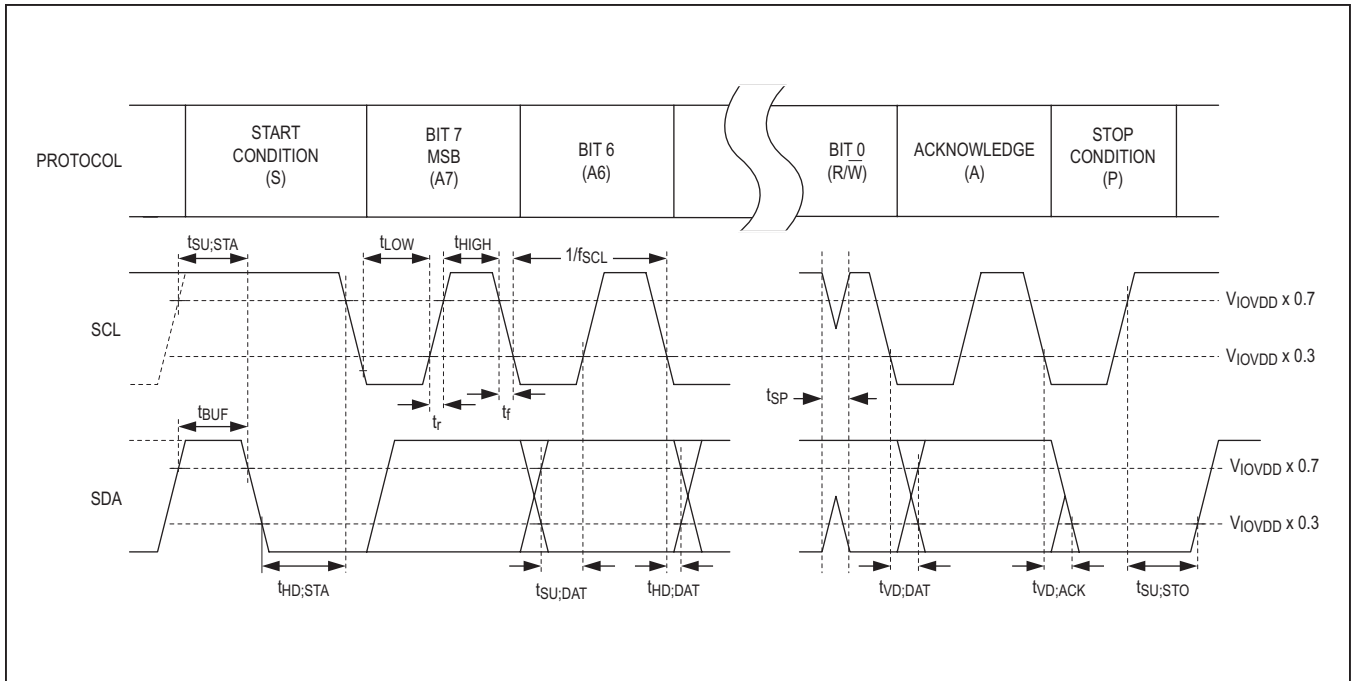 PROTOCOL
START
CONDITION
(S)
BIT 7
MSB
(A7)
BIT 6
(A6)
BIT 0
(R/W̅)
ACKNOWLEDGE
(A)
STOP
CONDITION
(P)
tSU;STA
tLOW
tHIGH
1/fSCL
SCL
VIOVDD x 0.7
VIOVDD x 0.3
tr
tf
tSP
tBUF
SDA
VIOVDD x 0.7
VIOVDD x 0.3
tHD;STA
tSU;DAT
tHD;DAT
tVD;DAT
tVD;ACK
tSU;STO